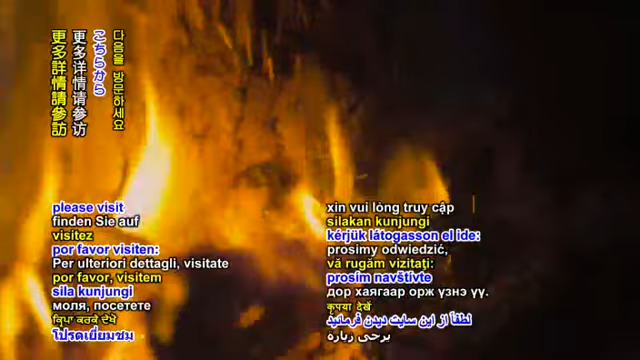 更多詳情請參訪
更多详情请参访
こちらから
다음을 방문하세요
please visit
finden Sie auf
visitez
por favor visiten:
Per ulteriori dettagli, visitate
por favor, visitem
sila kunjungi
моля, посетете
ਕ੍ਰਿਪਾ ਕਰਕੇ ਦੇਖੋ
โปรดเยี่ยมชม
xin vui lòng truy cập
silakan kunjungi
kérjük látogasson el ide:
prosimy odwiedzić,
vă rugăm vizitați:
prosím navštivte
дор хаягаар орж үзнэ үү.
कृपया देखें
لطفاً از این سایت دیدن فرمائید
يرجى زيارة